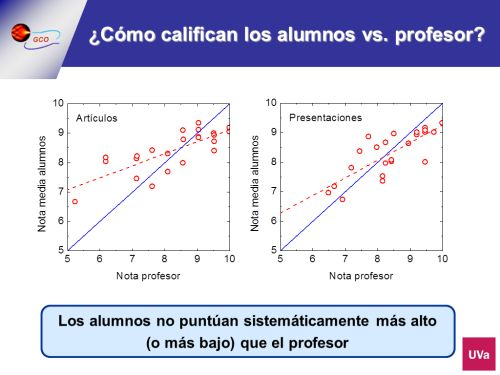 ¿Cómo califican los alumnos vs. profesor?
GCO
Artículos
Nota media alumnos
10
9
8
7
6
5
5 6 7 8 9 10
Nota profesor
Presentaciones
Nota media alumnos
10
9
8
7
6
5
5 6 7 8 9 10
Nota profesor
Los alumnos no puntúan sistemáticamente más alto
(o más bajo) que el profesor
UVa